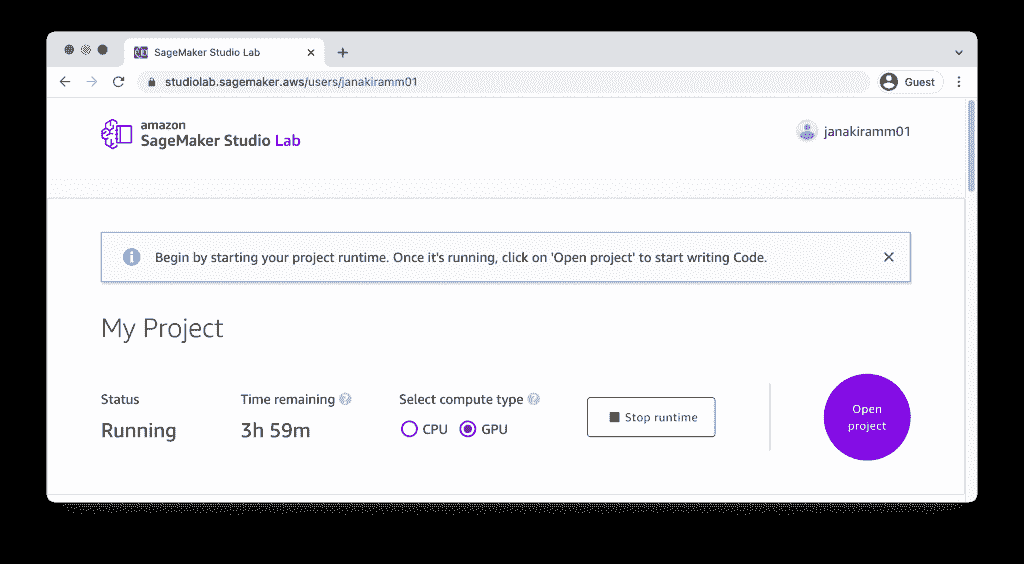 SageMaker Studio Lab
studiolab.sagemaker.aws/users/janakiramm01
Guest
amazon
SageMaker Studio Lab
janakiramm01
Begin by starting your project runtime. Once it's running, click on 'Open project' to start writing Code.
My Project
Status
Time remaining
Select compute type
Running
3h 59m
CPU
GPU
Stop runtime
Open
project